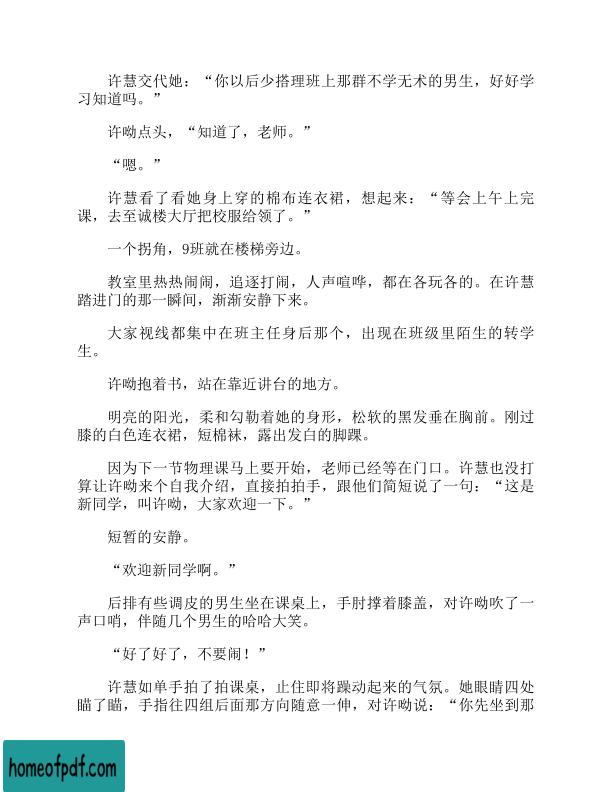 许慧交代她：“你以后少搭理班上那群不学无术的男生，好好学
习知道吗。”
许呦点头，“知道了，老师。”
“嗯。”
许慧看了看她身上穿的棉布连衣裙，想起来：“等会上午上完
课，去至诚楼大厅把校服给领了。”
一个拐角，9班就在楼梯旁边。
教室里热热闹闹，追逐打闹，人声喧哗，都在各玩各的。在许慧
踏进门的那一瞬间，渐渐安静下来。
大家视线都集中在班主任身后那个，出现在班级里陌生的转学
生。
许呦抱着书，站在靠近讲台的地方。
明亮的阳光，柔和勾勒着她的身形，松软的黑发垂在胸前。刚过
膝的白色连衣裙，短棉袜，露出发白的脚踝。
因为下一节物理课马上要开始，老师已经等在门口。许慧也没打
算让许呦来个自我介绍，直接拍拍手，跟他们简短说了一句：“这是
新同学，叫许呦，大家欢迎一下。”
短暂的安静。
“欢迎新同学啊。”
后排有些调皮的男生坐在课桌上，手肘撑着膝盖，对许呦吹了一
声口哨，伴随几个男生的哈哈大笑。
“好了好了，不要闹！”
许慧如单手拍了拍课桌，止住即将躁动起来的气氛。她眼睛四处
瞄了瞄，手指往四组后面那方向随意一伸，对许呦说：“你先坐到那
homeofpdf.com